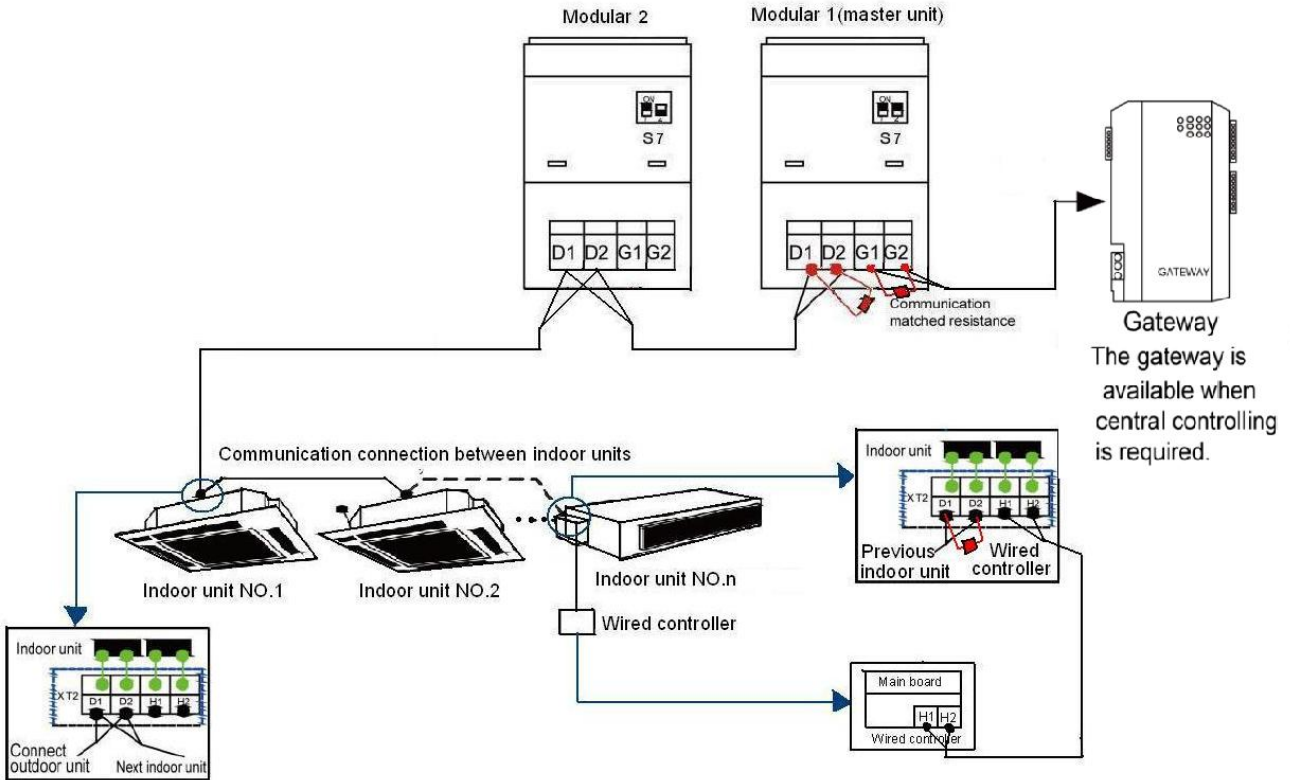 Modular 2
Modular 1(master unit)
ON
S7
ON
S7
D1 D2 G1 G2
D1 D2 G1 G2
GATEWAY
Communication
matched resistance
Gateway
The gateway is
available when
central controlling
is required.
Communication connection between indoor units
Indoor unit
XT2
D1 D2 H1 H2
Previous
indoor unit
Wired
controller
Indoor unit NO.1
Indoor unit NO.2
Indoor unit NO.n
Wired controller
Indoor unit
XT2
D1 D2 H1 H2
Connect
outdoor unit
Next indoor unit
Main board
H1 H2
Wired controller